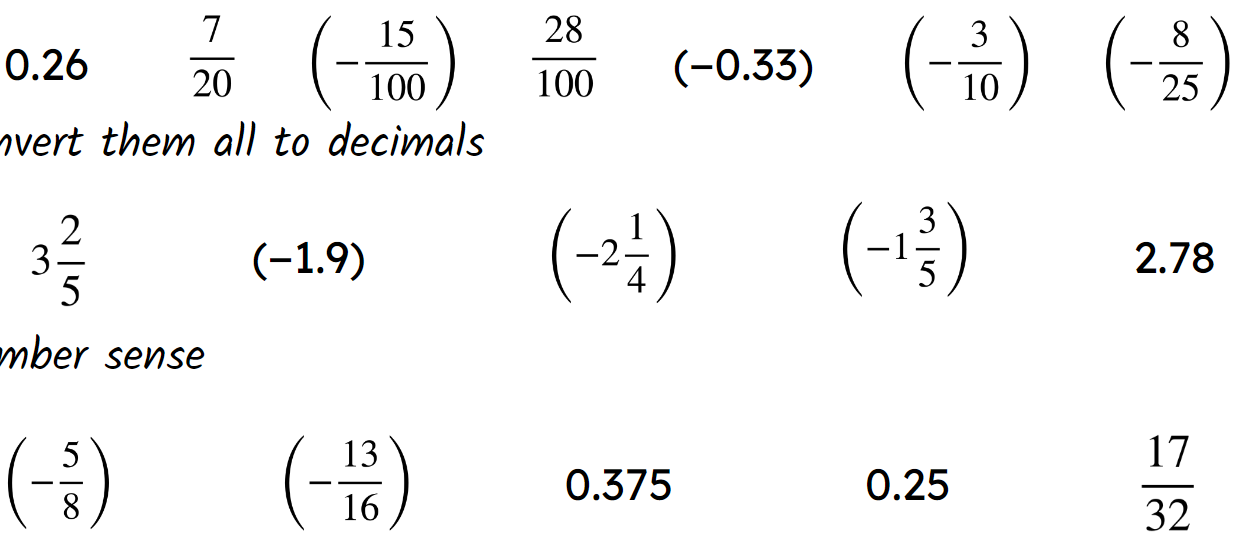 0.26 7/20 (−15/100) 28/100 (−0.33) (−3/10) (−8/25)
nvert them all to decimals
3 2/5 (−1.9) (−2 1/4) (−1 3/5) 2.78
mber sense
(−5/8) (−13/16) 0.375 0.25 17/32